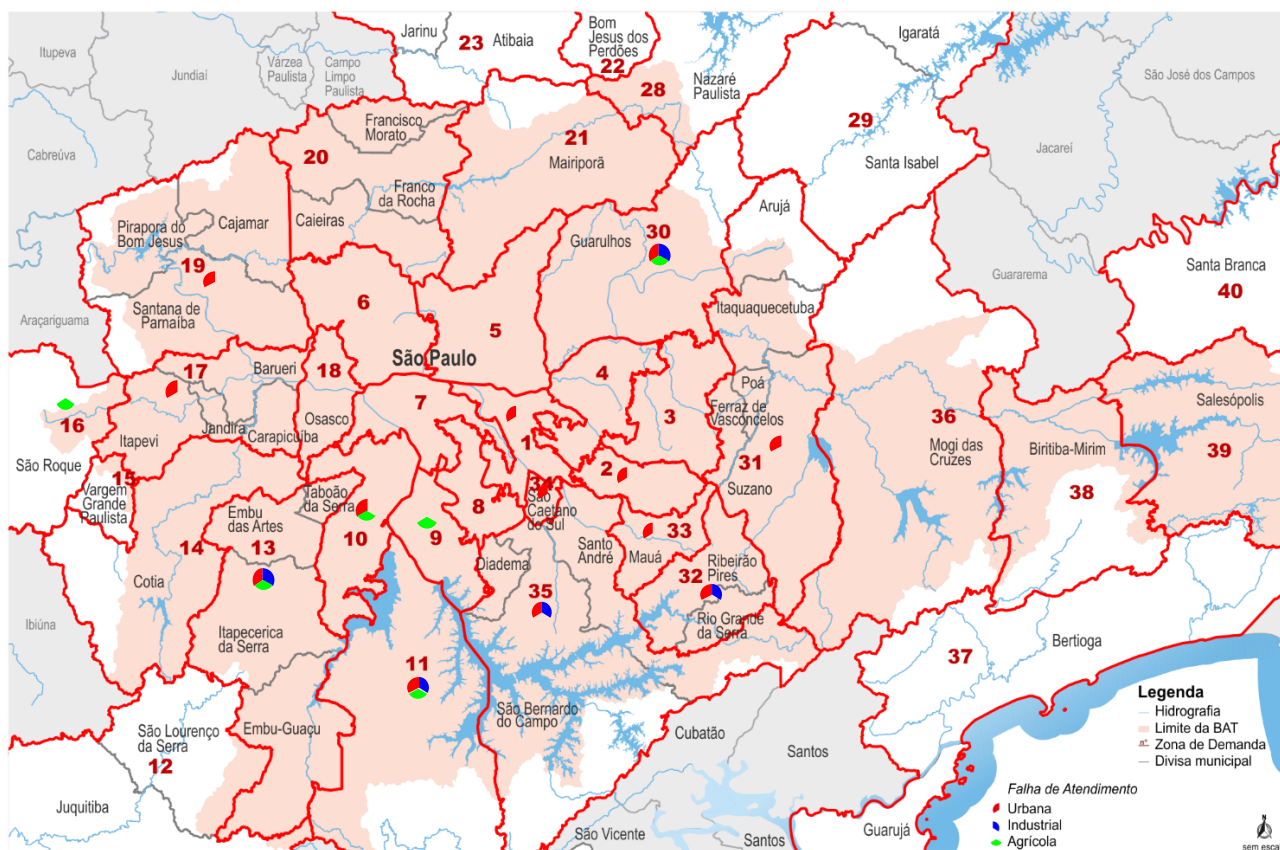 Bom
Jesus dos
Perdões
22
Jarinu
23
Atibaia
Igaratá
Itupeva
Jundiaí
Várzea
Paulista
Campo
Limpo
Paulista
28
Nazaré
Paulista
São José dos Campos
Francisco
Morato
21
Mairiporã
29
Santa Isabel
Jacareí
Cabreúva
20
Franco
da Rocha
Caieiras
Cajamar
Pirapora do
Bom Jesus
Arujá
30
Guarulhos
19
Santana de
Parnaíba
6
5
Itaquaquecetuba
Guararema
Santa Branca
40
Araçariguama
São Paulo
17
Barueri
18
4
Poá
Ferraz de
Vasconcelos
3
7
16
Itapevi
Jandira
Carapicuíba
Osasco
1
36
Mogi das
Cruzes
Salesópolis
39
Biritiba-Mirim
38
São Roque
15
Vargem
Grande
Paulista
Taboão
da Serra
2
31
Suzano
34
São
Caetano
do Sul
8
Embu
das Artes
13
14
10
9
Cotia
Diadema
Santo
André
33
Mauá
32
Ribeirão
Pires
Rio Grande
da Serra
35
Ibiúna
Itapecerica
da Serra
11
37
Bertioga
São Bernardo
do Campo
Cubatão
Santos
São Lourenço
da Serra
12
Embu-Guaçu
Juquitiba
São Vicente
Santos
Guarujá
Legenda
Hidrografia
Limite da BAT
nº Zona de Demanda
Divisa municipal
Falha de Atendimento
Urbana
Industrial
Agrícola
N
sem esca